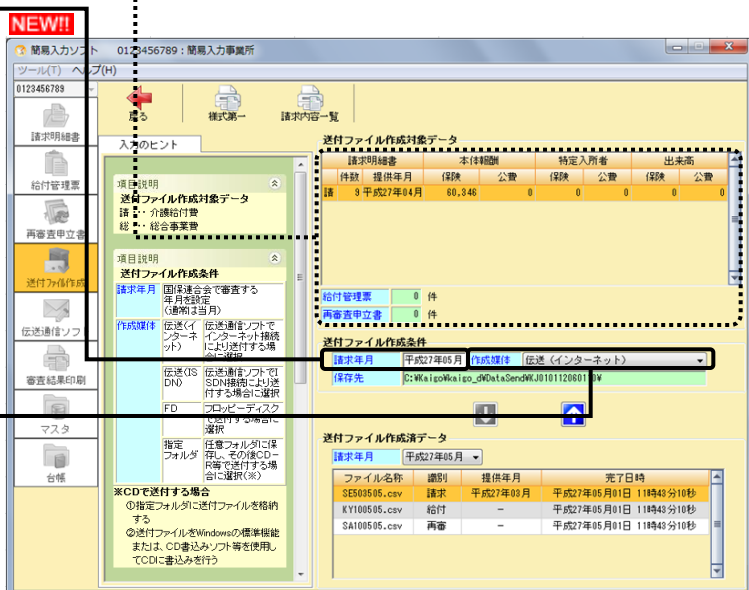 NEW!!
簡易入力ソフト 0123456789：簡易入力事業所
ツール(T) ヘルプ(H)
0123456789
戻る
様式第一
請求内容一覧
請求明細書
給付管理票
再審査申立書
送付ファイル作成
伝送通信ソフト
審査結果印刷
マスタ
台帳
入力のヒント
項目説明
送付ファイル作成対象データ
請・・介護給付費
総・・総合事業費
項目説明
送付ファイル作成条件
請求年月 国保連合会で審査する年月を設定
(通常は当月)
作成媒体 伝送(インターネット) 伝送通信ソフトでインターネット接続により送付する場合に選択
伝送(ISDN) 伝送通信ソフトでISDN接続により送付する場合に選択
FD フロッピーディスクで送付する場合に選択
指定フォルダ 任意フォルダに保存し、その後CD-R等で送付する場合に選択(※)
※CDで送付する場合
①指定フォルダに送付ファイルを格納する
②送付ファイルをWindowsの標準機能または、CD書込みソフト等を使用してCDに書込みを行う
送付ファイル作成対象データ
請求明細書 本体報酬 特定入所者 出来高
件数 提供年月 保険 公費 保険 公費 保険 公費
請 9 平成27年04月 60,346 0 0 0 0 0
給付管理票 0 件
再審査申立書 0 件
送付ファイル作成条件
請求年月 平成27年05月 作成媒体 伝送（インターネット）
保存先
送付ファイル作成済データ
請求年月 平成27年05月
ファイル名称 識別 提供年月 完了日時
SE503505.csv 請求 平成27年03月 平成27年05月01日 11時43分10秒
KY100505.csv 給付 － 平成27年05月01日 11時43分10秒
SA100505.csv 再審 － 平成27年05月01日 11時43分10秒